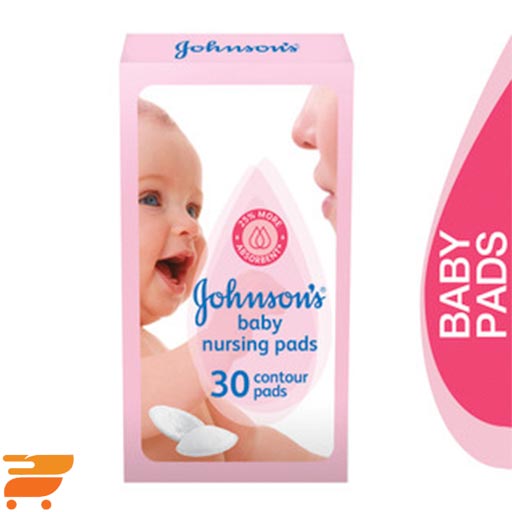 Johnson's
25% MORE
ABSORBENT+
Johnson's®
baby
nursing pads
30 contour
pads
BABY
PADS